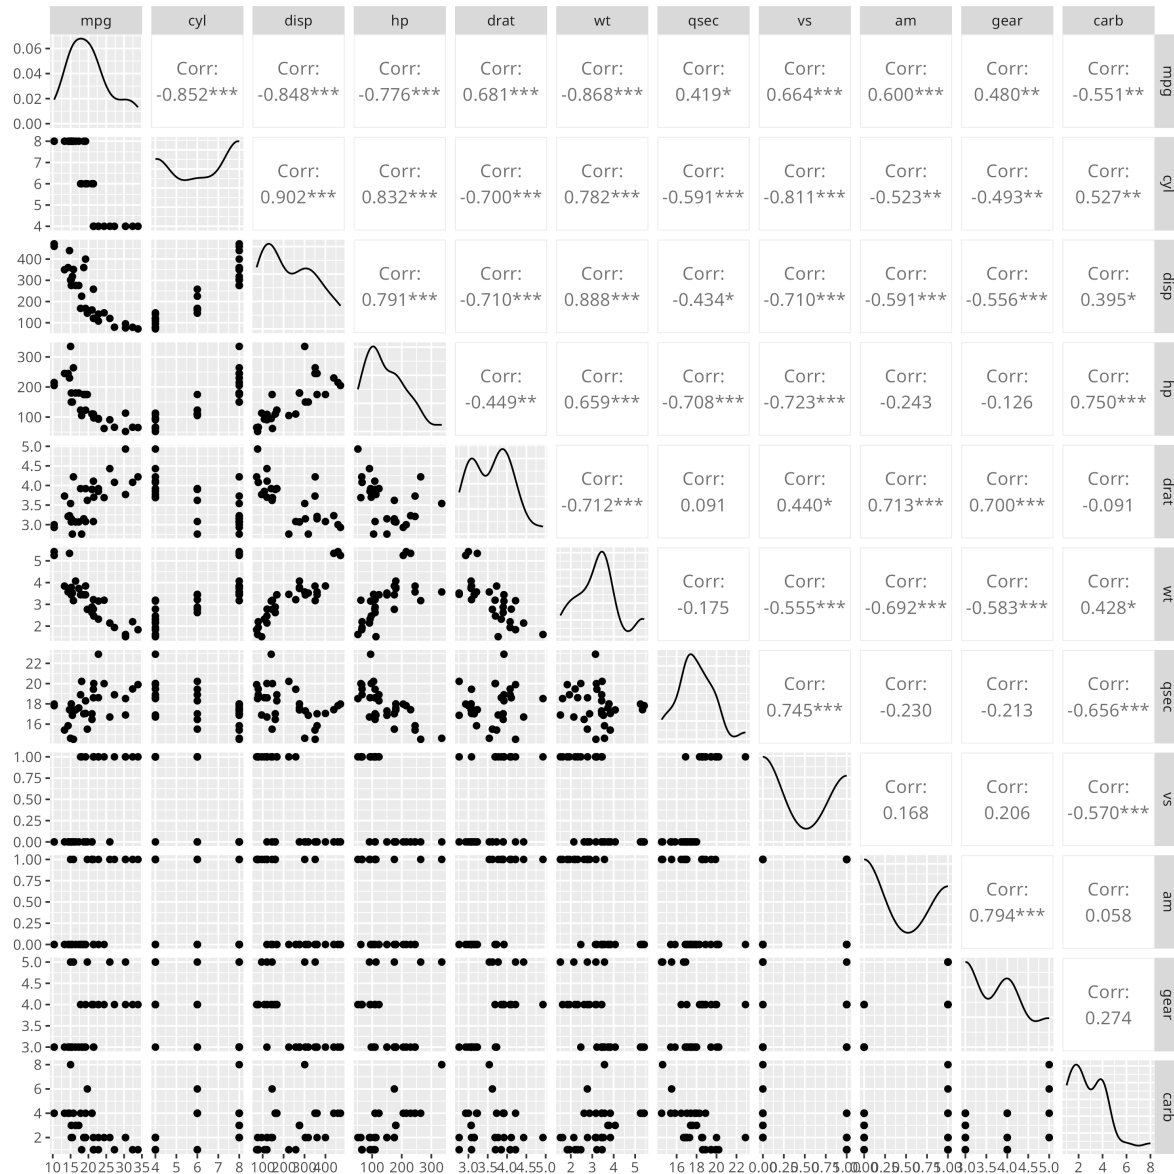 mpg cyl disp hp drat wt qsec vs am gear carb
0.06
0.04
0.02
0.00
Corr: Corr: Corr: Corr: Corr: Corr: Corr: Corr: Corr: Corr:
-0.852*** -0.848*** -0.776*** 0.681*** -0.868*** 0.419* 0.664*** 0.600*** 0.480** -0.551**
mpg
8
7
6
5
4
Corr: Corr: Corr: Corr: Corr: Corr: Corr: Corr: Corr:
0.902*** 0.832*** -0.700*** 0.782*** -0.591*** -0.811*** -0.523** -0.493** 0.527**
cyl
400
300
200
100
Corr: Corr: Corr: Corr: Corr: Corr: Corr: Corr:
0.791*** -0.710*** 0.888*** -0.434* -0.710*** -0.591*** -0.556*** 0.395*
disp
300
200
100
Corr: Corr: Corr: Corr: Corr: Corr: Corr:
-0.449** 0.659*** -0.708*** -0.723*** -0.243 -0.126 0.750***
hp
5.0
4.5
4.0
3.5
3.0
Corr: Corr: Corr: Corr: Corr: Corr:
-0.712*** 0.091 0.440* 0.713*** 0.700*** -0.091
drat
5
4
3
2
Corr: Corr: Corr: Corr: Corr:
-0.175 -0.555*** -0.692*** -0.583*** 0.428*
wt
22
20
18
16
Corr: Corr: Corr: Corr:
0.745*** -0.230 -0.213 -0.656***
qsec
1.00
0.75
0.50
0.25
0.00
Corr: Corr: Corr:
0.168 0.206 -0.570***
vs
1.00
0.75
0.50
0.25
0.00
Corr: Corr:
0.794*** 0.058
am
5.0
4.5
4.0
3.5
3.0
Corr:
0.274
gear
8
6
4
2
carb
10 15 20 25 30 35 4 5 6 7 8 100 200 300 400 100 200 300 3.0 3.5 4.0 4.5 5.0 2 3 4 5 16 18 20 22 0.00 0.25 0.50 0.75 1.00 0.00 0.25 0.50 0.75 1.00 3.0 3.5 4.0 4.5 5.0 2 4 6 8